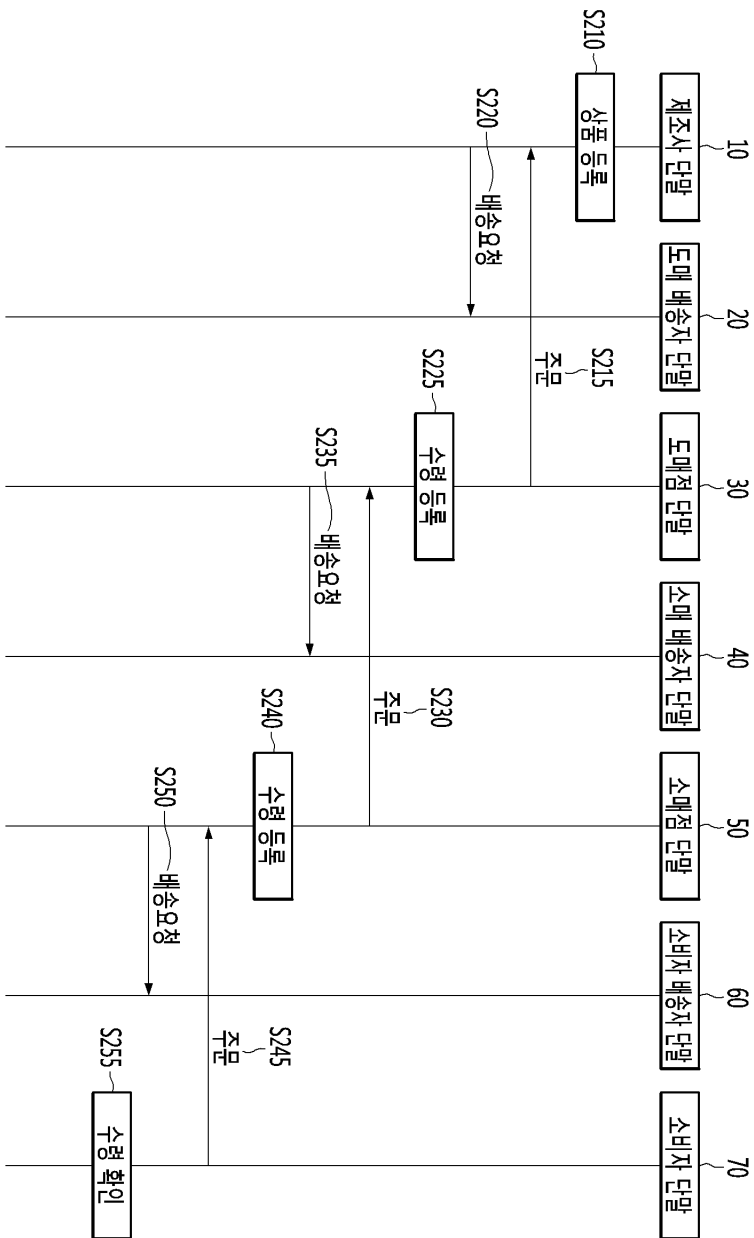 10
20
30
40
50
60
70
제조사 단말
도매 배송자 단말
도매점 단말
소매 배송자 단말
소매점 단말
소비자 배송자 단말
소비자 단말
S210
상품 등록
S215
주문
S220
배송요청
S225
수령 등록
S230
주문
S235
배송요청
S240
수령 등록
S245
주문
S250
배송요청
S255
수령 확인